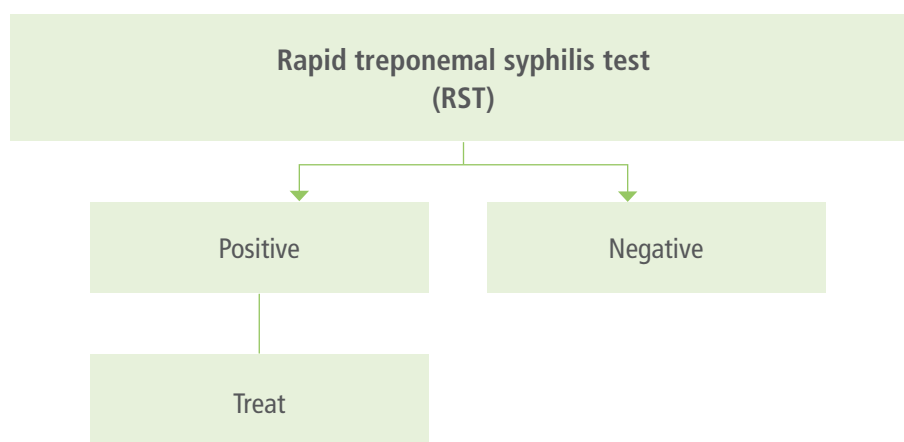 Rapid treponemal syphilis test
(RST)
Positive
Negative
Treat